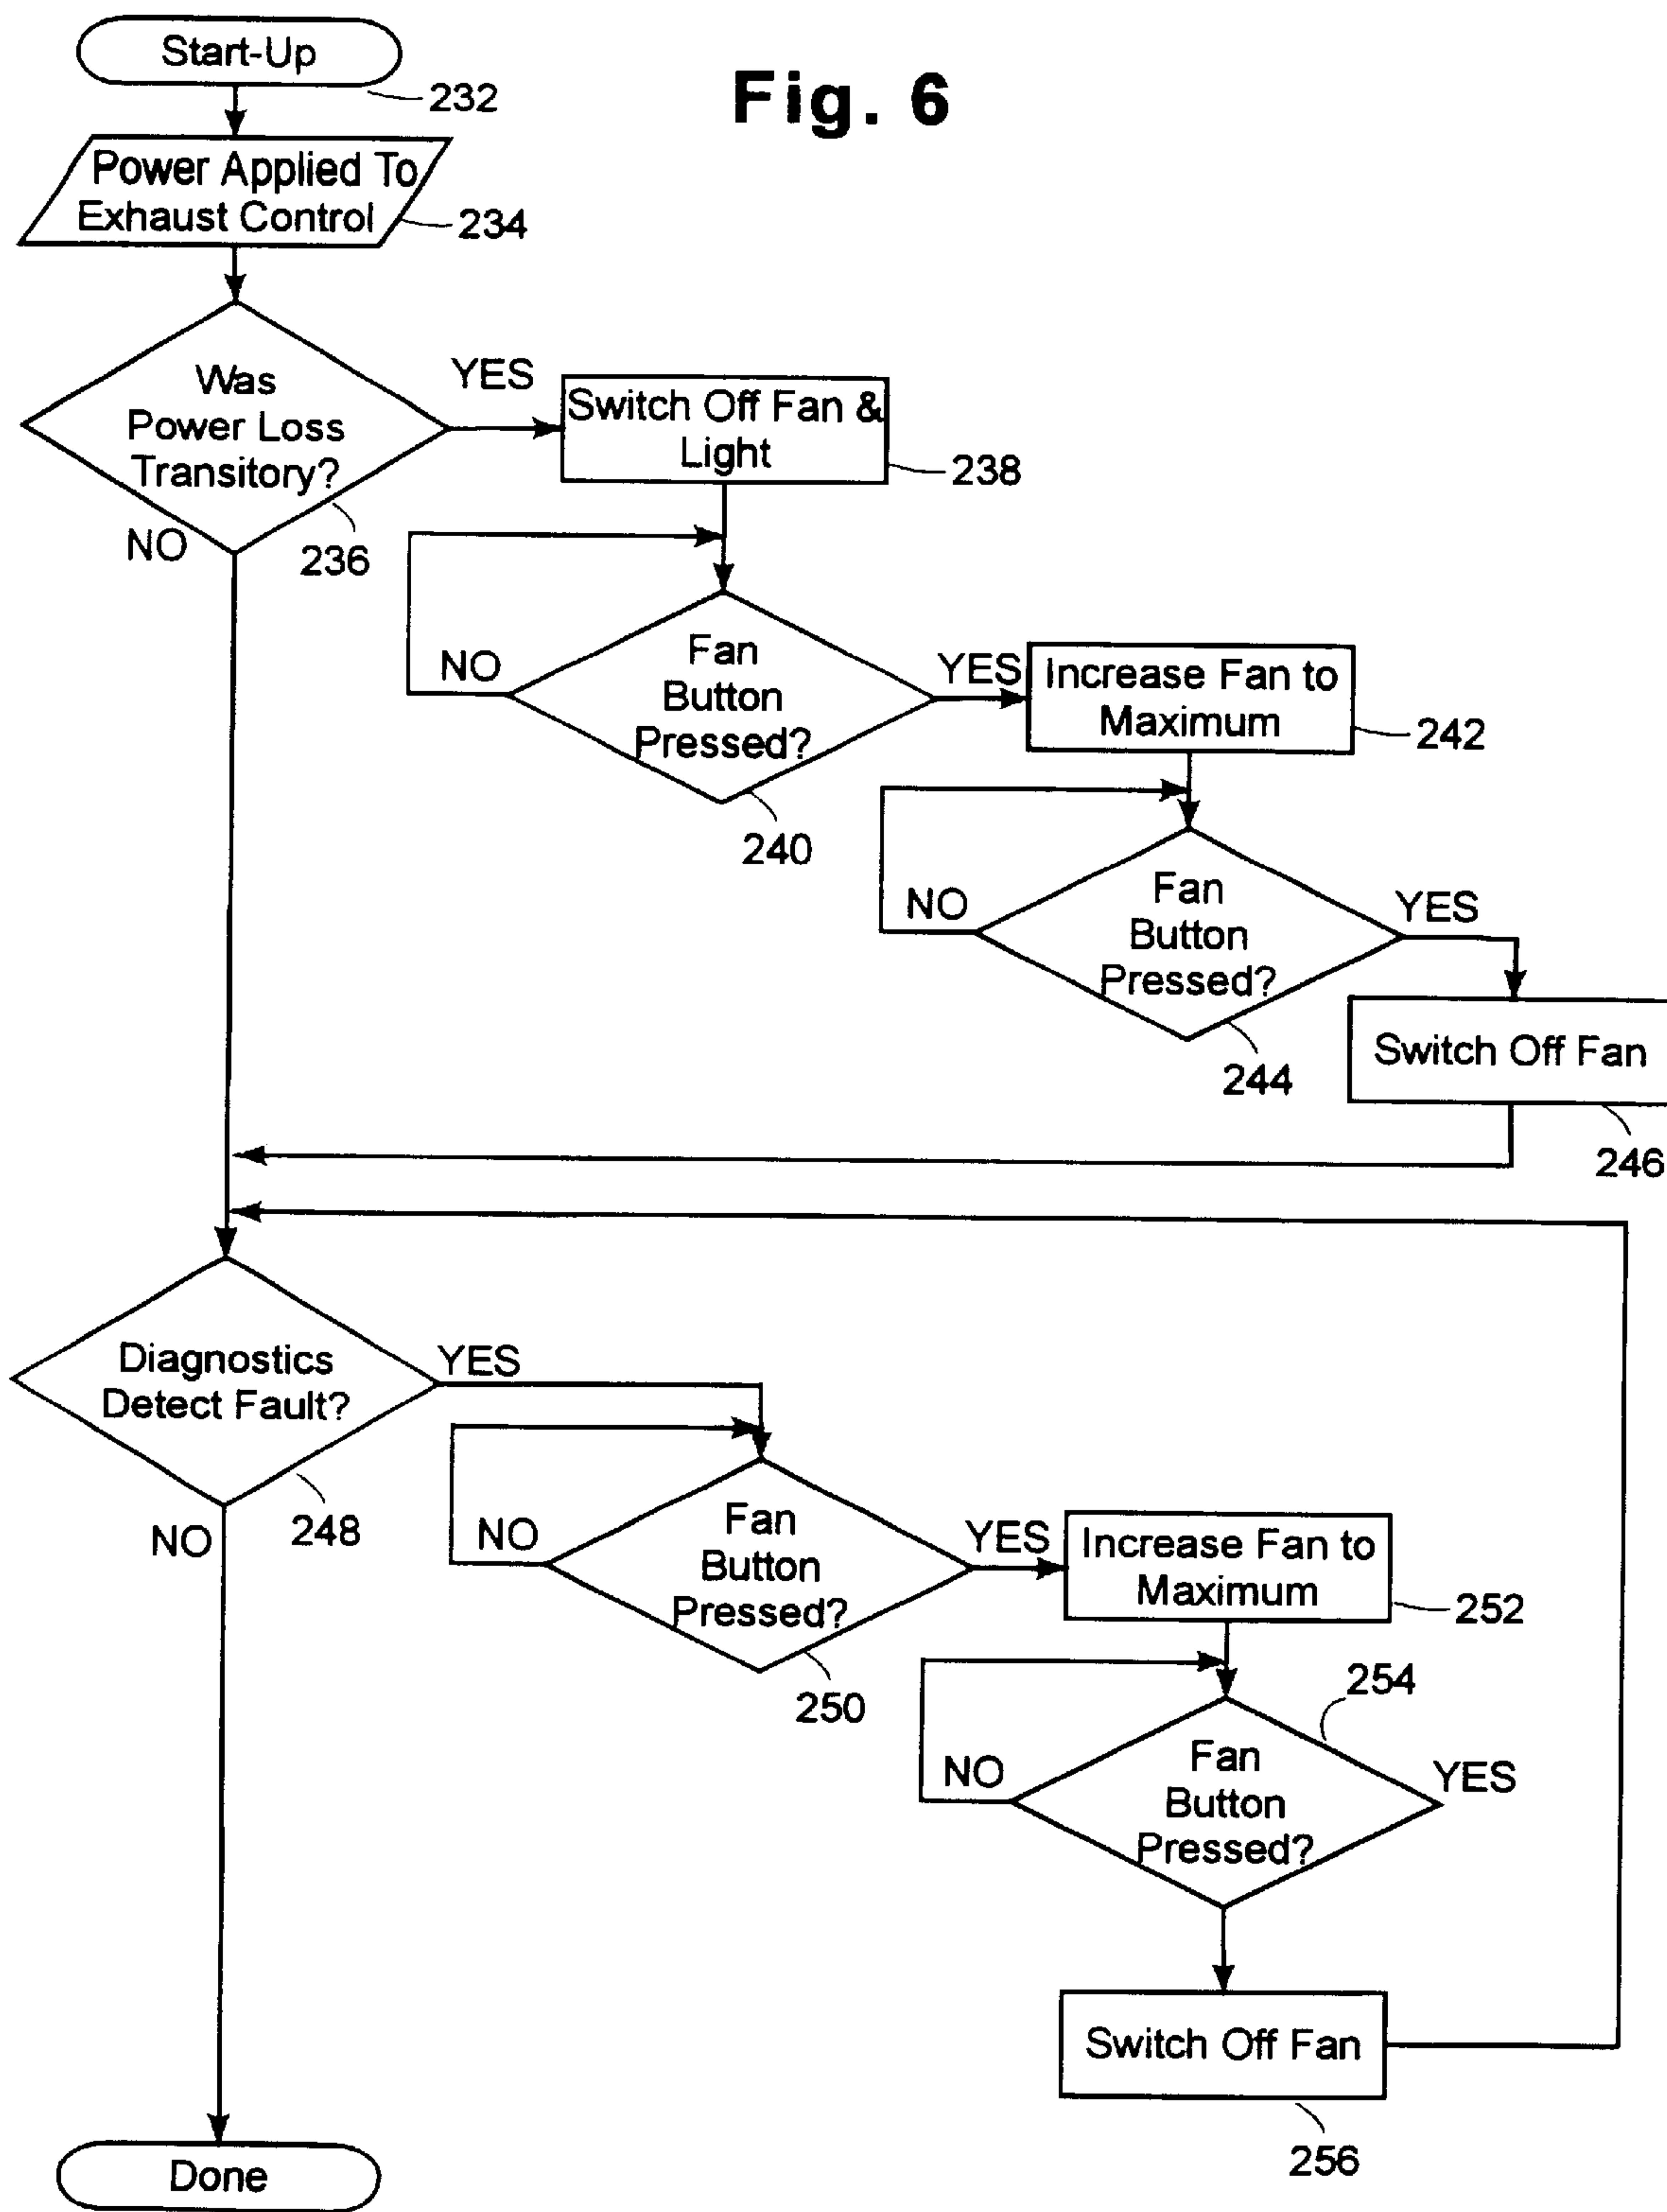 Start-Up
232
Fig. 6
Power Applied To
Exhaust Control
234
Was
Power Loss
Transitory?
YES
NO
236
Switch Off Fan &
Light
238
Fan
Button
Pressed?
NO
YES
240
Increase Fan to
Maximum
242
Fan
Button
Pressed?
NO
YES
244
Switch Off Fan
246
Diagnostics
Detect Fault?
YES
NO
248
Fan
Button
Pressed?
NO
YES
250
Increase Fan to
Maximum
252
254
Fan
Button
Pressed?
NO
YES
Switch Off Fan
256
Done